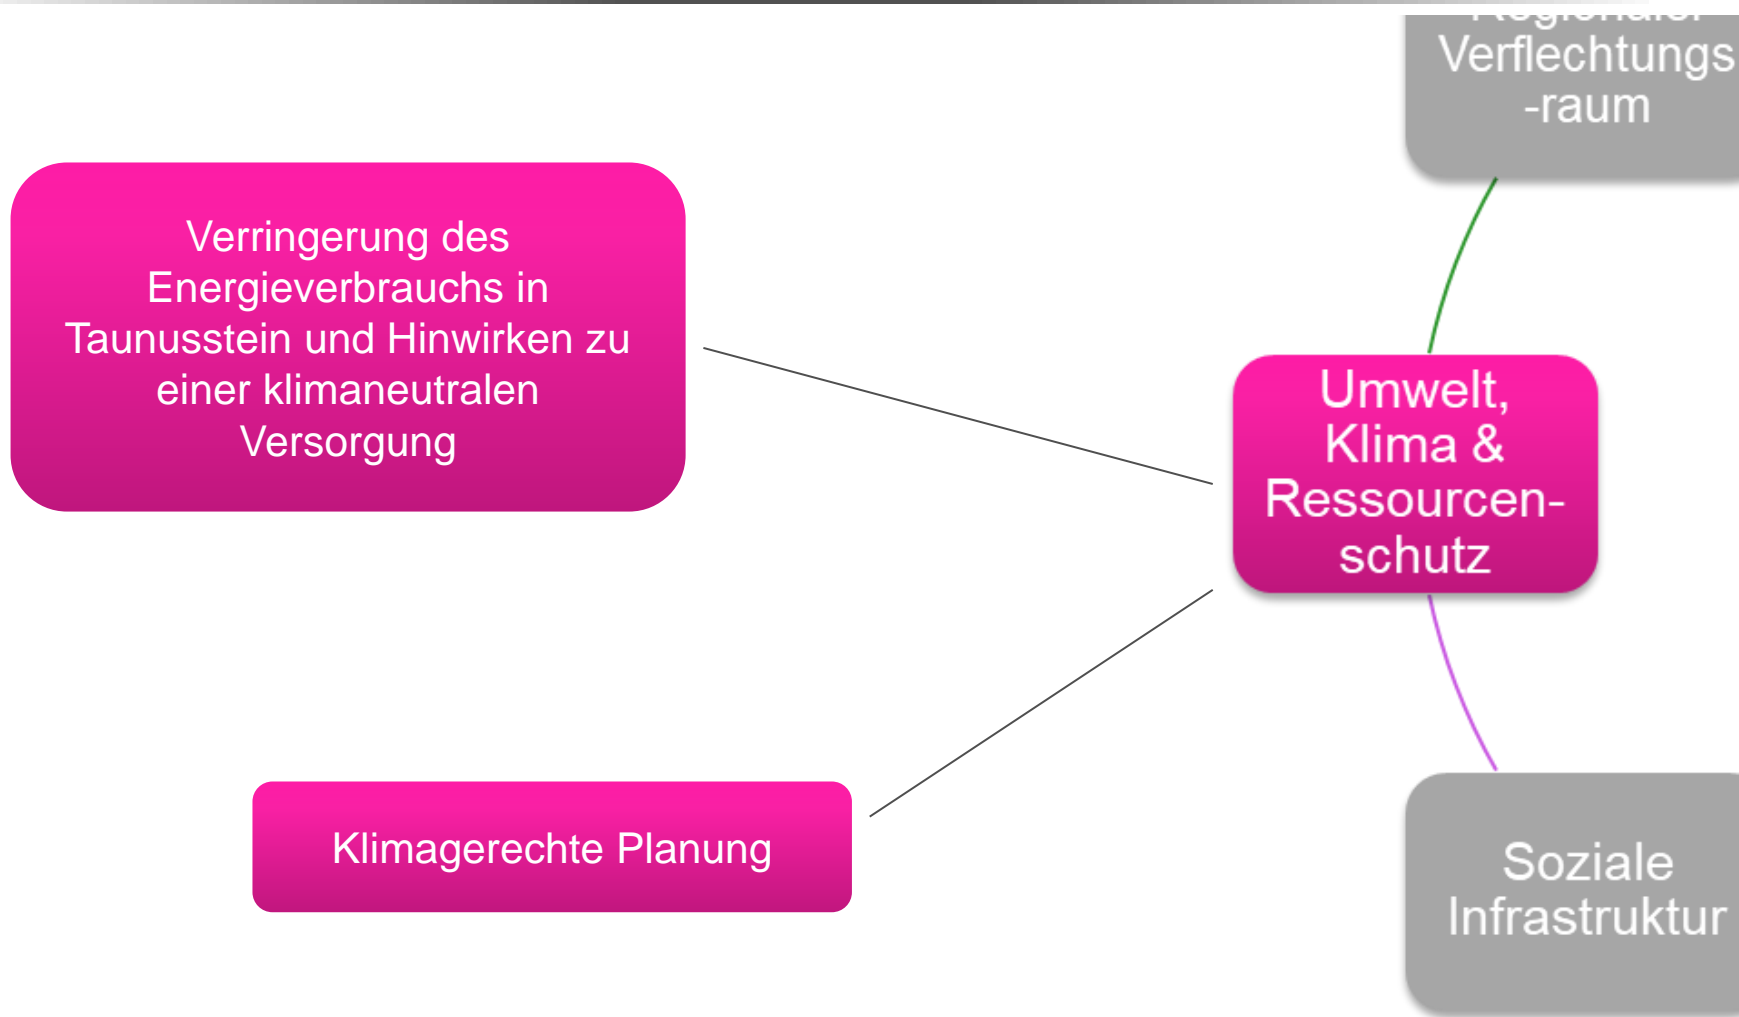 Regionaler
Verflechtungs
-raum
Verringerung des
Energieverbrauchs in
Taunusstein und Hinwirken zu
einer klimaneutralen
Versorgung
Umwelt,
Klima &
Ressourcen-
schutz
Klimagerechte Planung
Soziale
Infrastruktur